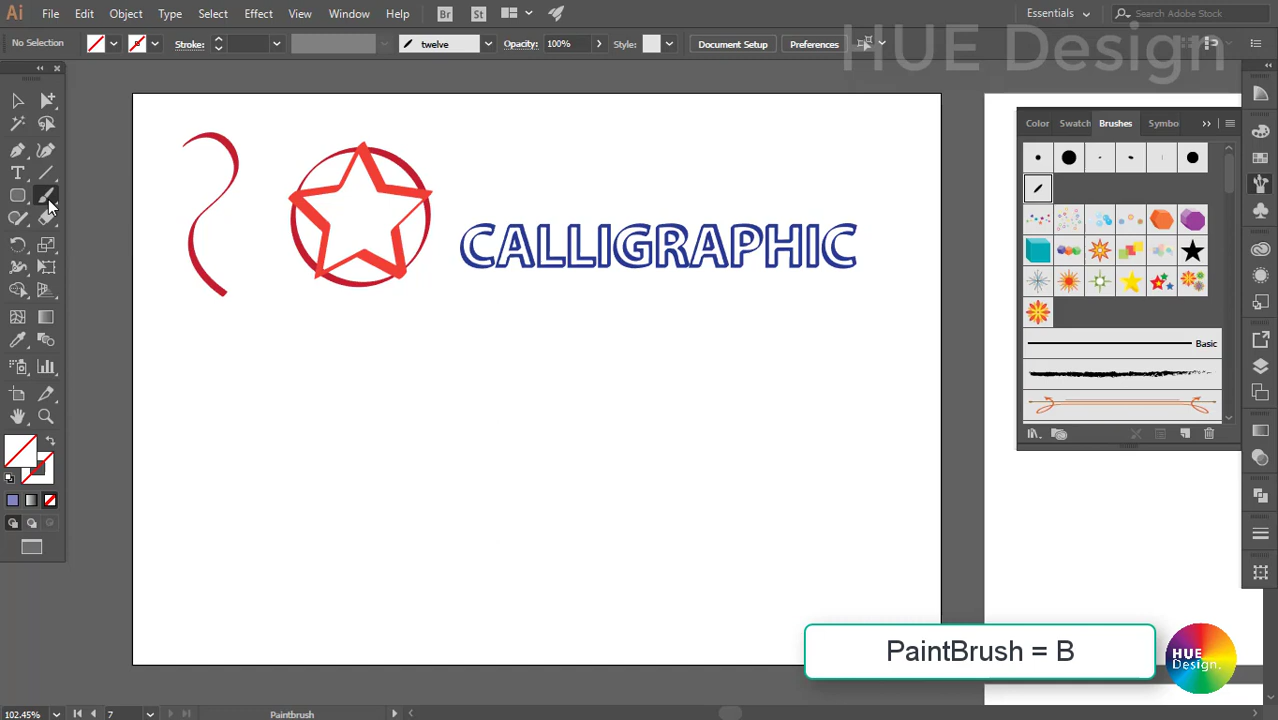 Ai File Edit Object Type Select Effect View Window Help Br St Essentials Search Adobe Stock
No Selection Stroke: twelve Opacity: 100% Style: Document Setup Preferences
HUE Design
Color Swatch Brushes Symbo
CALLIGRAPHIC
Basic
PaintBrush = B
HUE
Design.
102.45% 7 Paintbrush